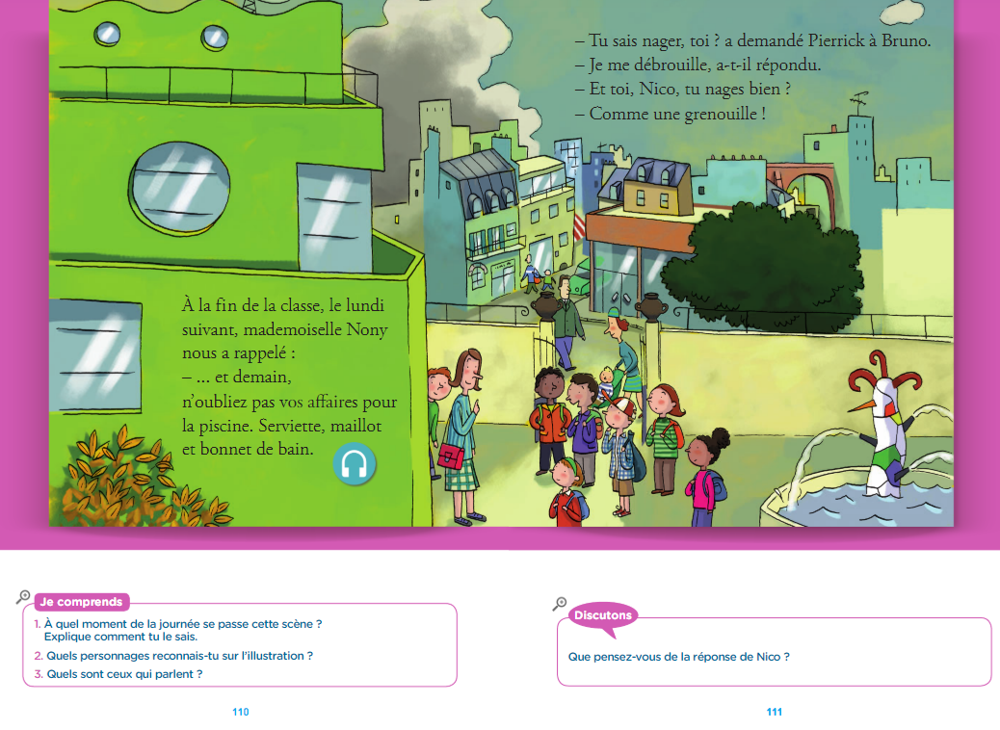 À la fin de la classe, le lundi
suivant, mademoiselle Nony
nous a rappelé :
– ... et demain,
n’oubliez pas vos affaires pour
la piscine. Serviette, maillot
et bonnet de bain.
– Tu sais nager, toi ? a demandé Pierrick à Bruno.
– Je me débrouille, a-t-il répondu.
– Et toi, Nico, tu nages bien ?
– Comme une grenouille !
Je comprends
1. À quel moment de la journée se passe cette scène ?
Explique comment tu le sais.
2. Quels personnages reconnais-tu sur l’illustration ?
3. Quels sont ceux qui parlent ?
110
Discutons
Que pensez-vous de la réponse de Nico ?
111